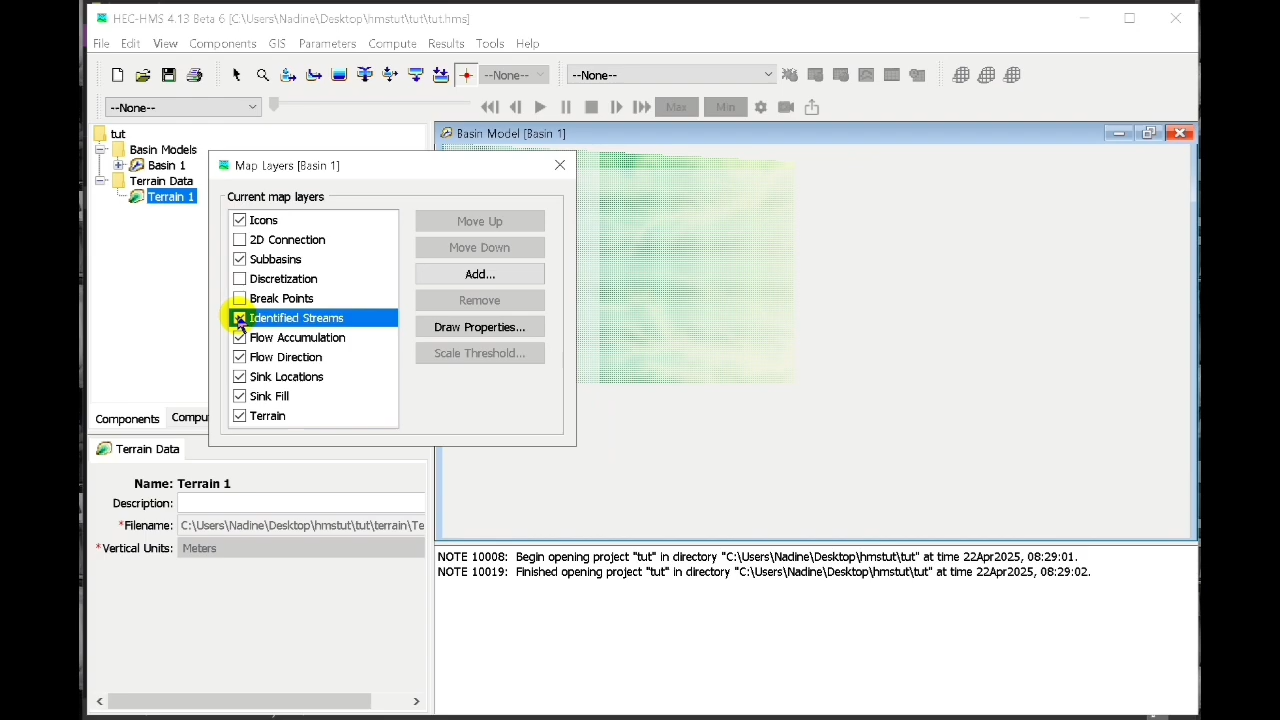 HEC-HMS 4.13 Beta 6 [C:\Users\Nadine\Desktop\hmstut\tut\tut.hms]
File Edit View Components GIS Parameters Compute Results Tools Help
--None-- --None--
--None-- Max Min
tut
Basin Models
Basin 1
Terrain Data
Terrain 1
Basin Model [Basin 1]
Map Layers [Basin 1]
Current map layers
Icons
2D Connection
Subbasins
Discretization
Break Points
Identified Streams
Flow Accumulation
Flow Direction
Sink Locations
Sink Fill
Terrain
Move Up
Move Down
Add...
Remove
Draw Properties...
Scale Threshold...
Components
Terrain Data
Name: Terrain 1
Description:
*Filename: C:\Users\Nadine\Desktop\hmstut\tut\terrain\Te
*Vertical Units: Meters
NOTE 10008: Begin opening project "tut" in directory "C:\Users\Nadine\Desktop\hmstut\tut" at time 22Apr2025, 08:29:01.
NOTE 10019: Finished opening project "tut" in directory "C:\Users\Nadine\Desktop\hmstut\tut" at time 22Apr2025, 08:29:02.